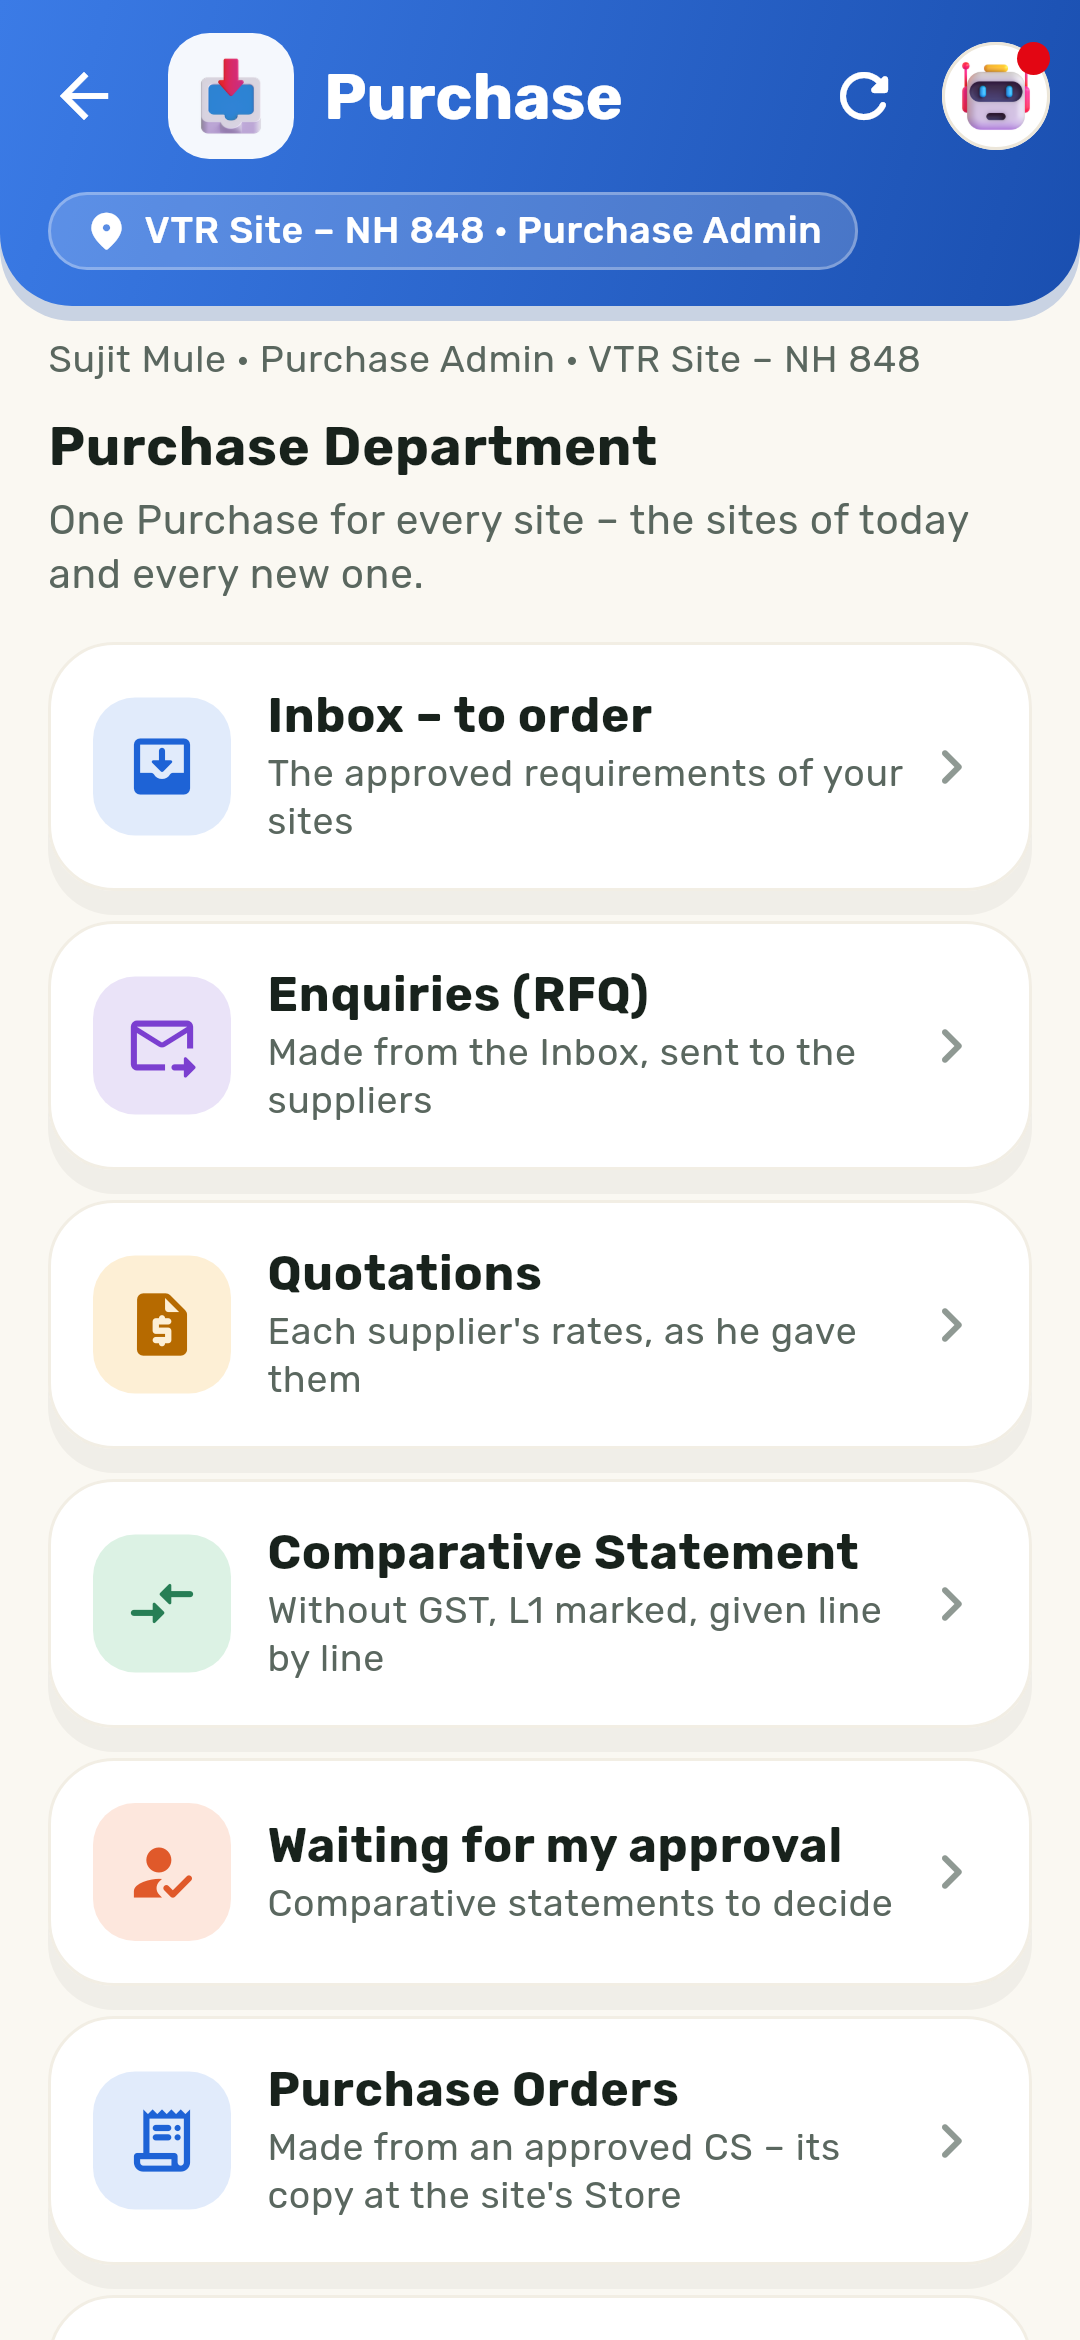 Purchase
VTR Site – NH 848 • Purchase Admin
Sujit Mule • Purchase Admin • VTR Site – NH 848
Purchase Department
One Purchase for every site – the sites of today
and every new one.
Inbox – to order
The approved requirements of your
sites
Enquiries (RFQ)
Made from the Inbox, sent to the
suppliers
Quotations
Each supplier's rates, as he gave
them
Comparative Statement
Without GST, L1 marked, given line
by line
Waiting for my approval
Comparative statements to decide
Purchase Orders
Made from an approved CS – its
copy at the site's Store